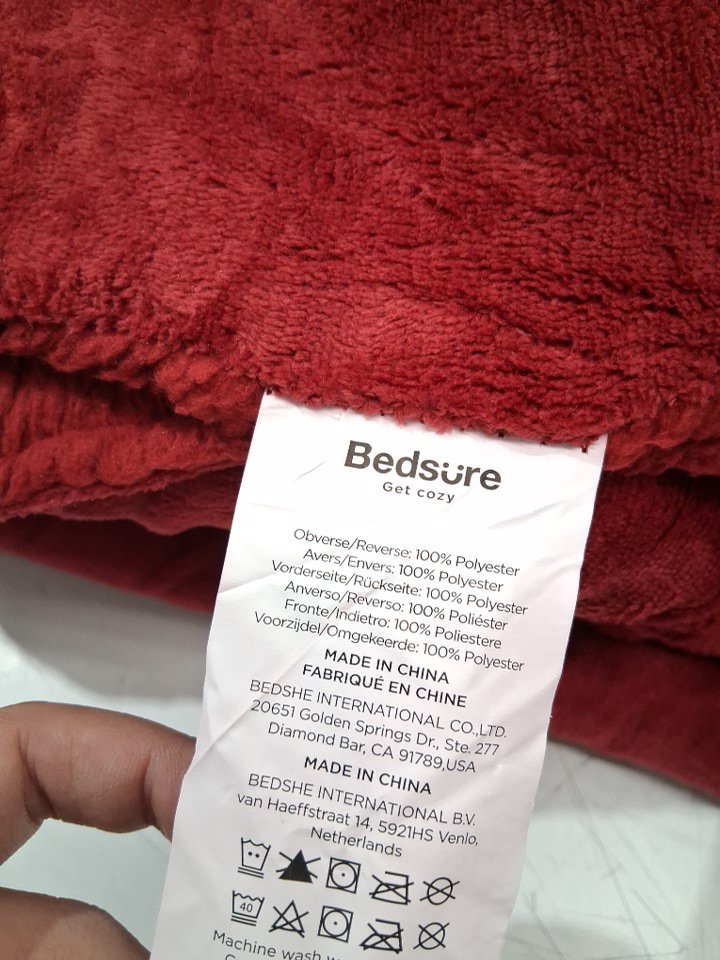 Bedsure
Get cozy
Obverse/Reverse: 100% Polyester
Avers/Envers: 100% Polyester
Vorderseite/Rückseite: 100% Polyester
Anverso/Reverso: 100% Poliéster
Fronte/Indietro: 100% Poliestere
Voorzijdel/Omgekeerde: 100% Polyester
MADE IN CHINA
FABRIQUÉ EN CHINE
BEDSHE INTERNATIONAL CO.,LTD.
20651 Golden Springs Dr., Ste. 277
Diamond Bar, CA 91789,USA
MADE IN CHINA
BEDSHE INTERNATIONAL B.V.
van Haeffstraat 14, 5921HS Venlo,
Netherlands
40
Machine wash